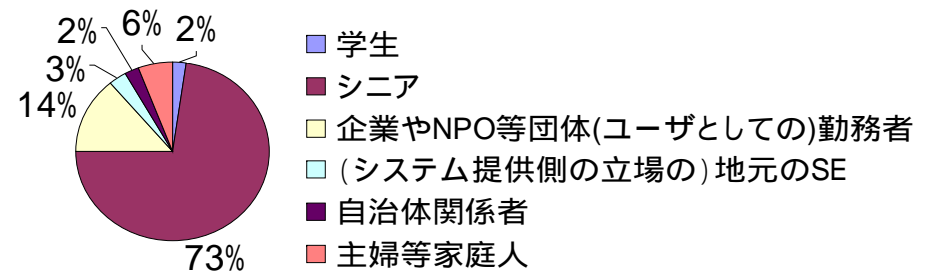 2%
6%
2%
3%
14%
73%
学生
シニア
企業やNPO等団体(ユーザとしての)勤務者
(システム提供側の立場の)地元のSE
自治体関係者
主婦等家庭人